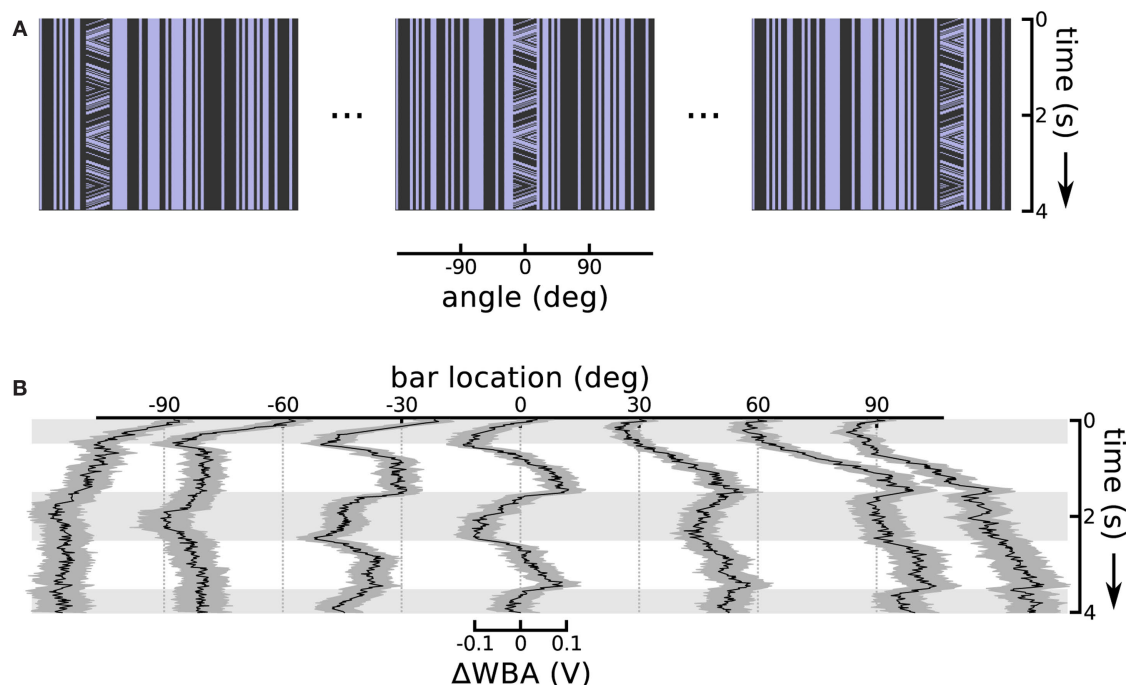 A
...
...
0
2
4
time (s)
-90 0 90
angle (deg)
B
bar location (deg)
-90 -60 -30 0 30 60 90
0
2
4
time (s)
-0.1 0 0.1
ΔWBA (V)